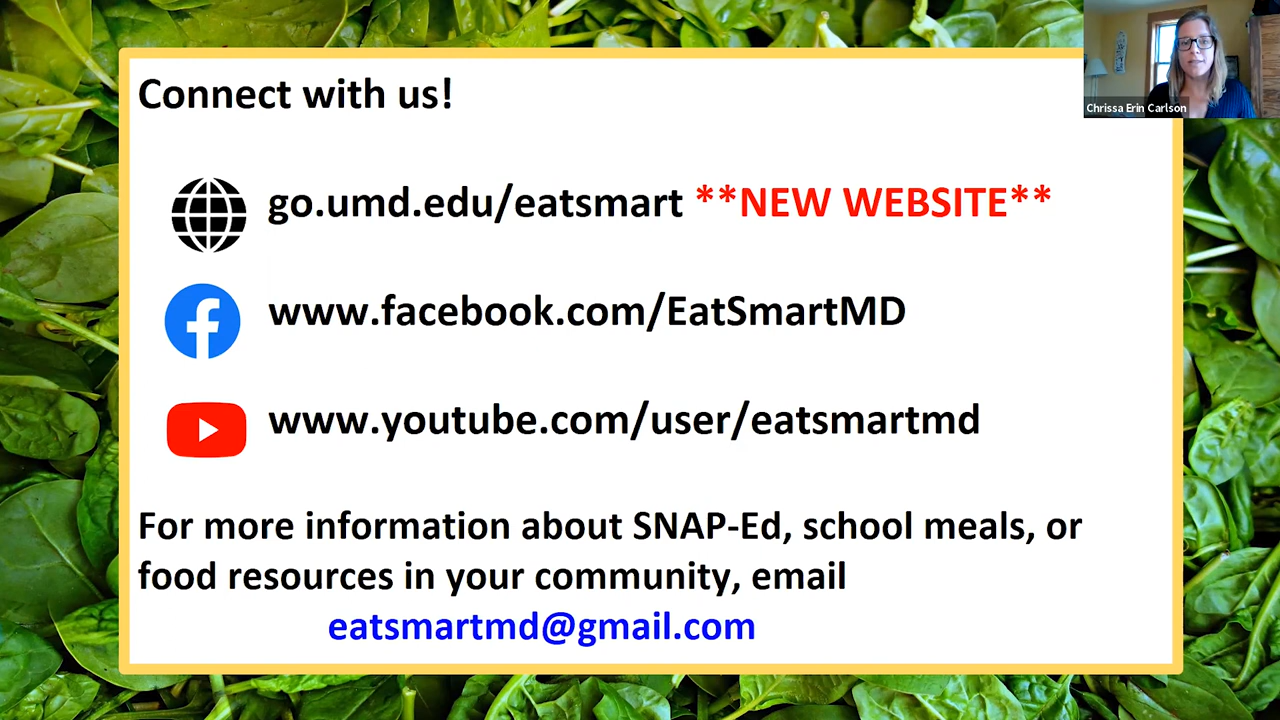 Connect with us!
Chrissa Erin Carlson
go.umd.edu/eatsmart **NEW WEBSITE**
www.facebook.com/EatSmartMD
www.youtube.com/user/eatsmartmd
For more information about SNAP-Ed, school meals, or
food resources in your community, email
eatsmartmd@gmail.com